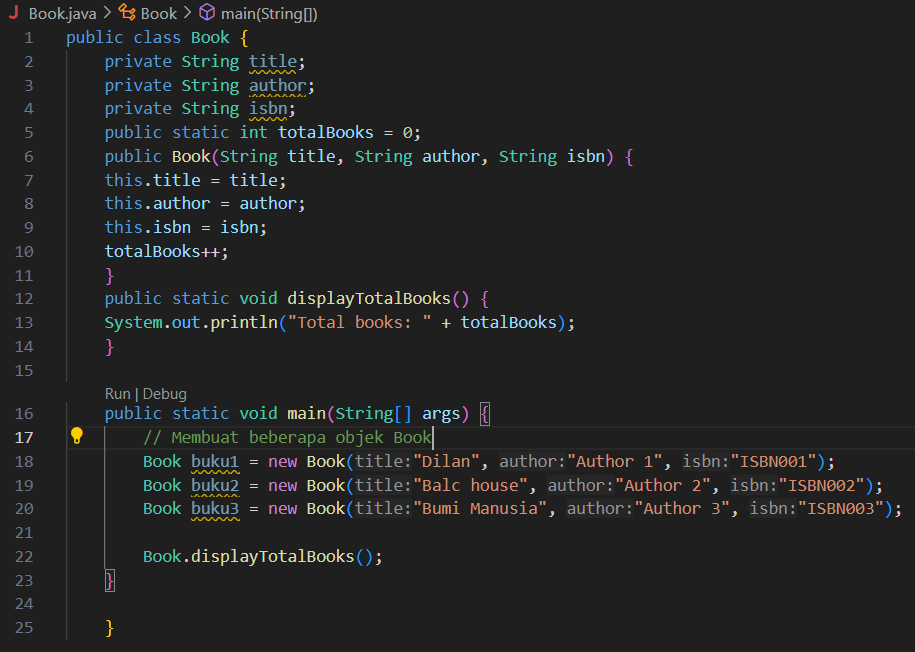 J Book.java > Book > main(String[])
1 public class Book {
2 private String title;
3 private String author;
4 private String isbn;
5 public static int totalBooks = 0;
6 public Book(String title, String author, String isbn) {
7 this.title = title;
8 this.author = author;
9 this.isbn = isbn;
10 totalBooks++;
11 }
12 public static void displayTotalBooks() {
13 System.out.println("Total books: " + totalBooks);
14 }
15
Run | Debug
16 public static void main(String[] args) {
17 // Membuat beberapa objek Book
18 Book buku1 = new Book(title:"Dilan", author:"Author 1", isbn:"ISBN001");
19 Book buku2 = new Book(title:"Balc house", author:"Author 2", isbn:"ISBN002");
20 Book buku3 = new Book(title:"Bumi Manusia", author:"Author 3", isbn:"ISBN003");
21
22 Book.displayTotalBooks();
23 }
24
25 }